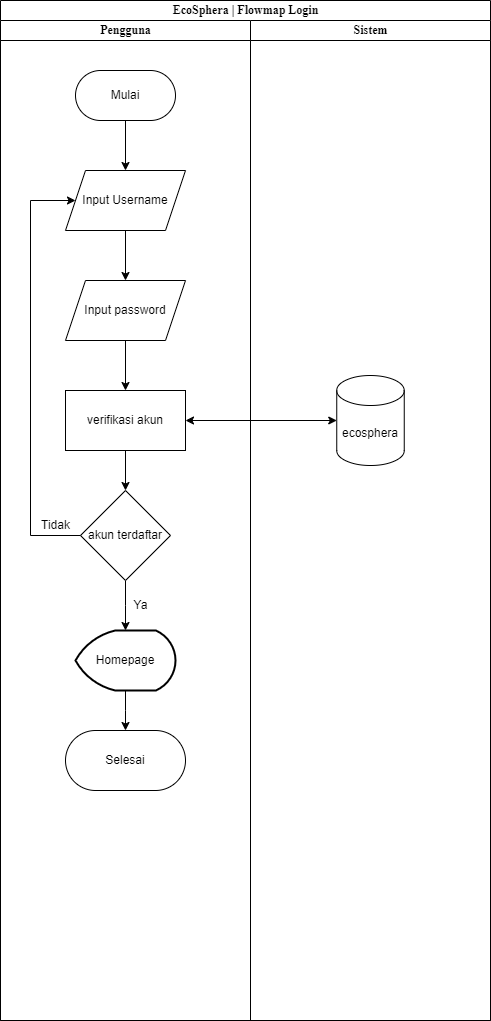 EcoSphera | Flowmap Login
Pengguna
Sistem
Mulai
Input Username
Input password
verifikasi akun
ecosphera
Tidak
akun terdaftar
Ya
Homepage
Selesai